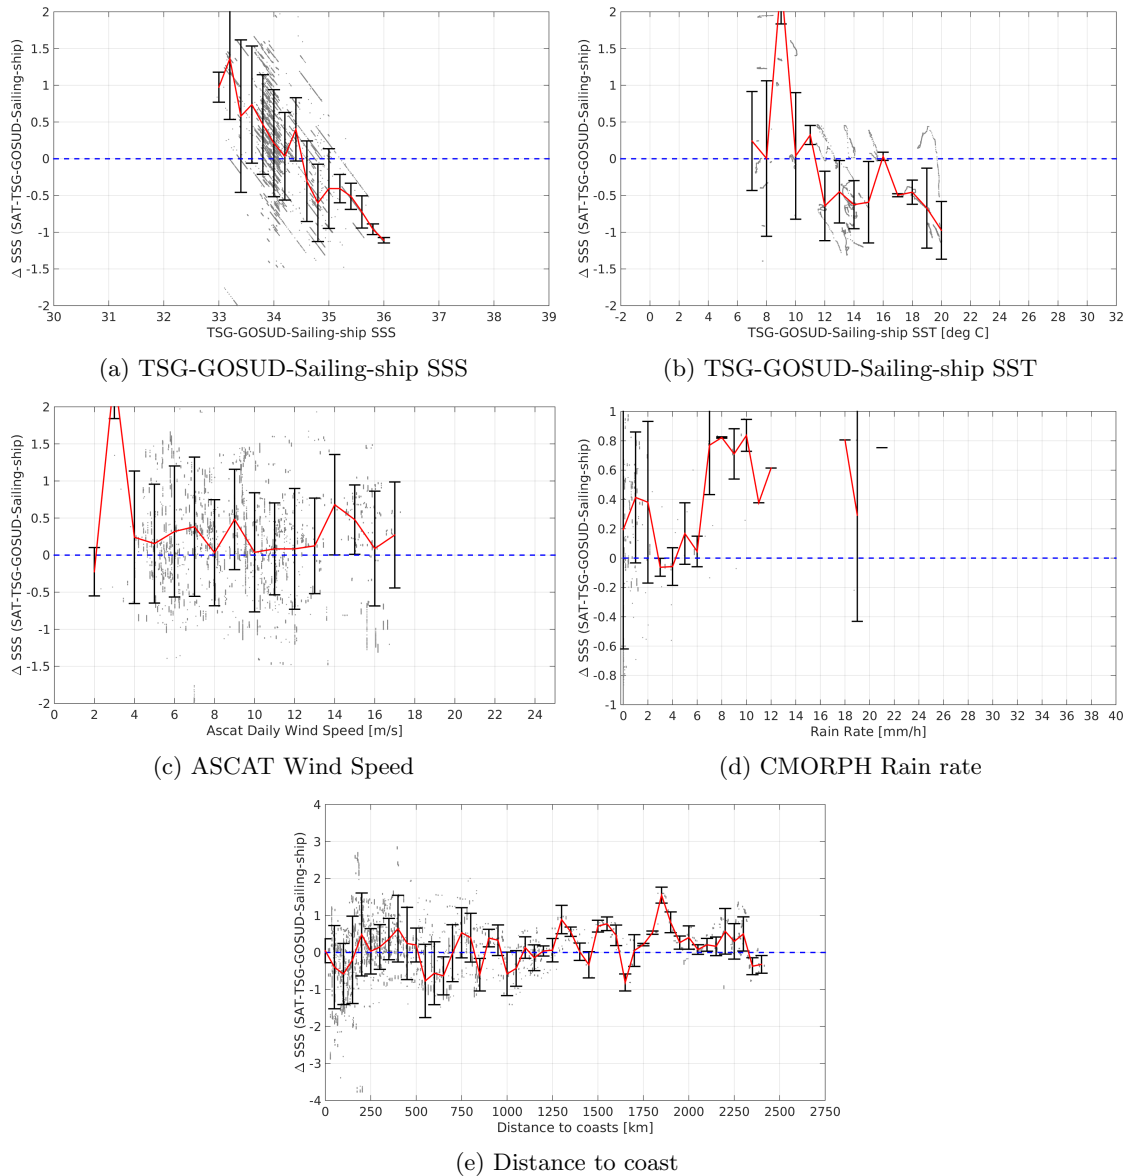 2
1.5
1
0.5
0
-0.5
-1
-1.5
-2
Δ SSS (SAT-TSG-GOSUD-Sailing-ship)
30 31 32 33 34 35 36 37 38 39
TSG-GOSUD-Sailing-ship SSS
(a) TSG-GOSUD-Sailing-ship SSS
2
1.5
1
0.5
0
-0.5
-1
-1.5
-2
Δ SSS (SAT-TSG-GOSUD-Sailing-ship)
-2 0 2 4 6 8 10 12 14 16 18 20 22 24 26 28 30 32
TSG-GOSUD-Sailing-ship SST [deg C]
(b) TSG-GOSUD-Sailing-ship SST
2
1.5
1
0.5
0
-0.5
-1
-1.5
-2
Δ SSS (SAT-TSG-GOSUD-Sailing-ship)
0 2 4 6 8 10 12 14 16 18 20 22 24
Ascat Daily Wind Speed [m/s]
(c) ASCAT Wind Speed
1
0.8
0.6
0.4
0.2
0
-0.2
-0.4
-0.6
-0.8
-1
Δ SSS (SAT-TSG-GOSUD-Sailing-ship)
0 2 4 6 8 10 12 14 16 18 20 22 24 26 28 30 32 34 36 38 40
Rain Rate [mm/h]
(d) CMORPH Rain rate
4
3
2
1
0
-1
-2
-3
-4
Δ SSS (SAT-TSG-GOSUD-Sailing-ship)
0 250 500 750 1000 1250 1500 1750 2000 2250 2500 2750
Distance to coasts [km]
(e) Distance to coast